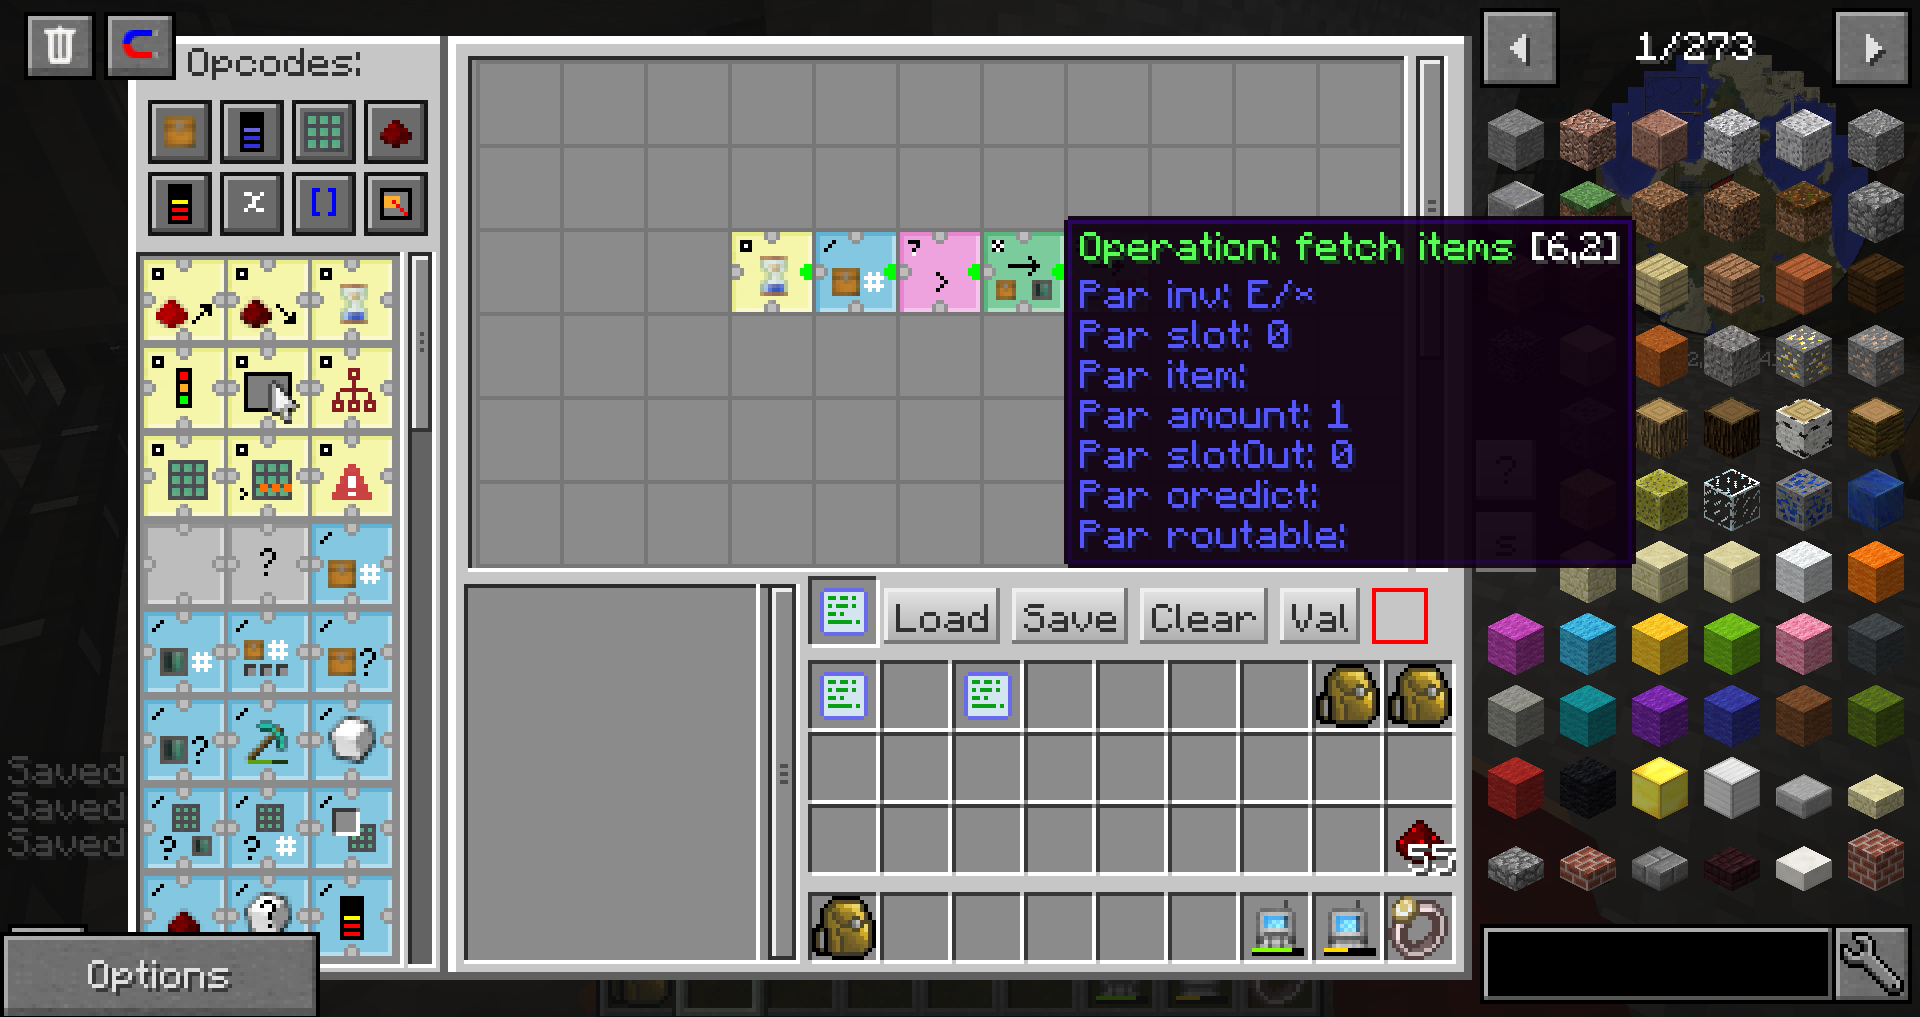 Opcodes:
1/273
Operation: fetch items [6,2]
Par inv: E/×
Par slot: 0
Par item:
Par amount: 1
Par slotOut: 0
Par oredict:
Par routable:
Load
Save
Clear
Val
Saved
Saved
Saved
55
Options